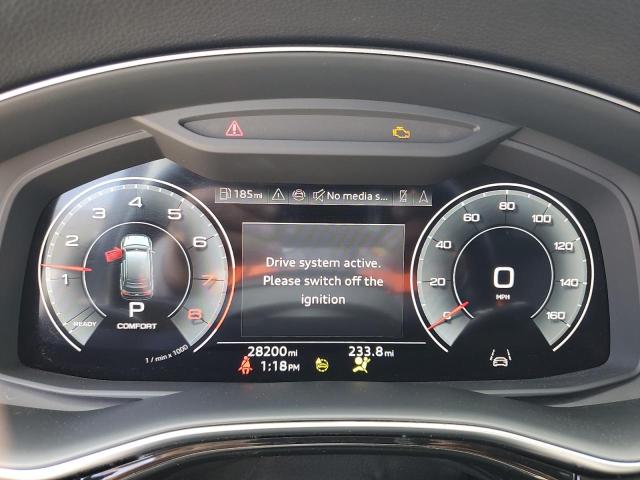 185mi No media s...
3 4 5
2 6
1 7
READY 8
P
COMFORT
1 / min x 1000
Drive system active.
Please switch off the
ignition
60 80 100
40 120
20 140
0 160
0
MPH
28200mi 233.8mi
1:18PM